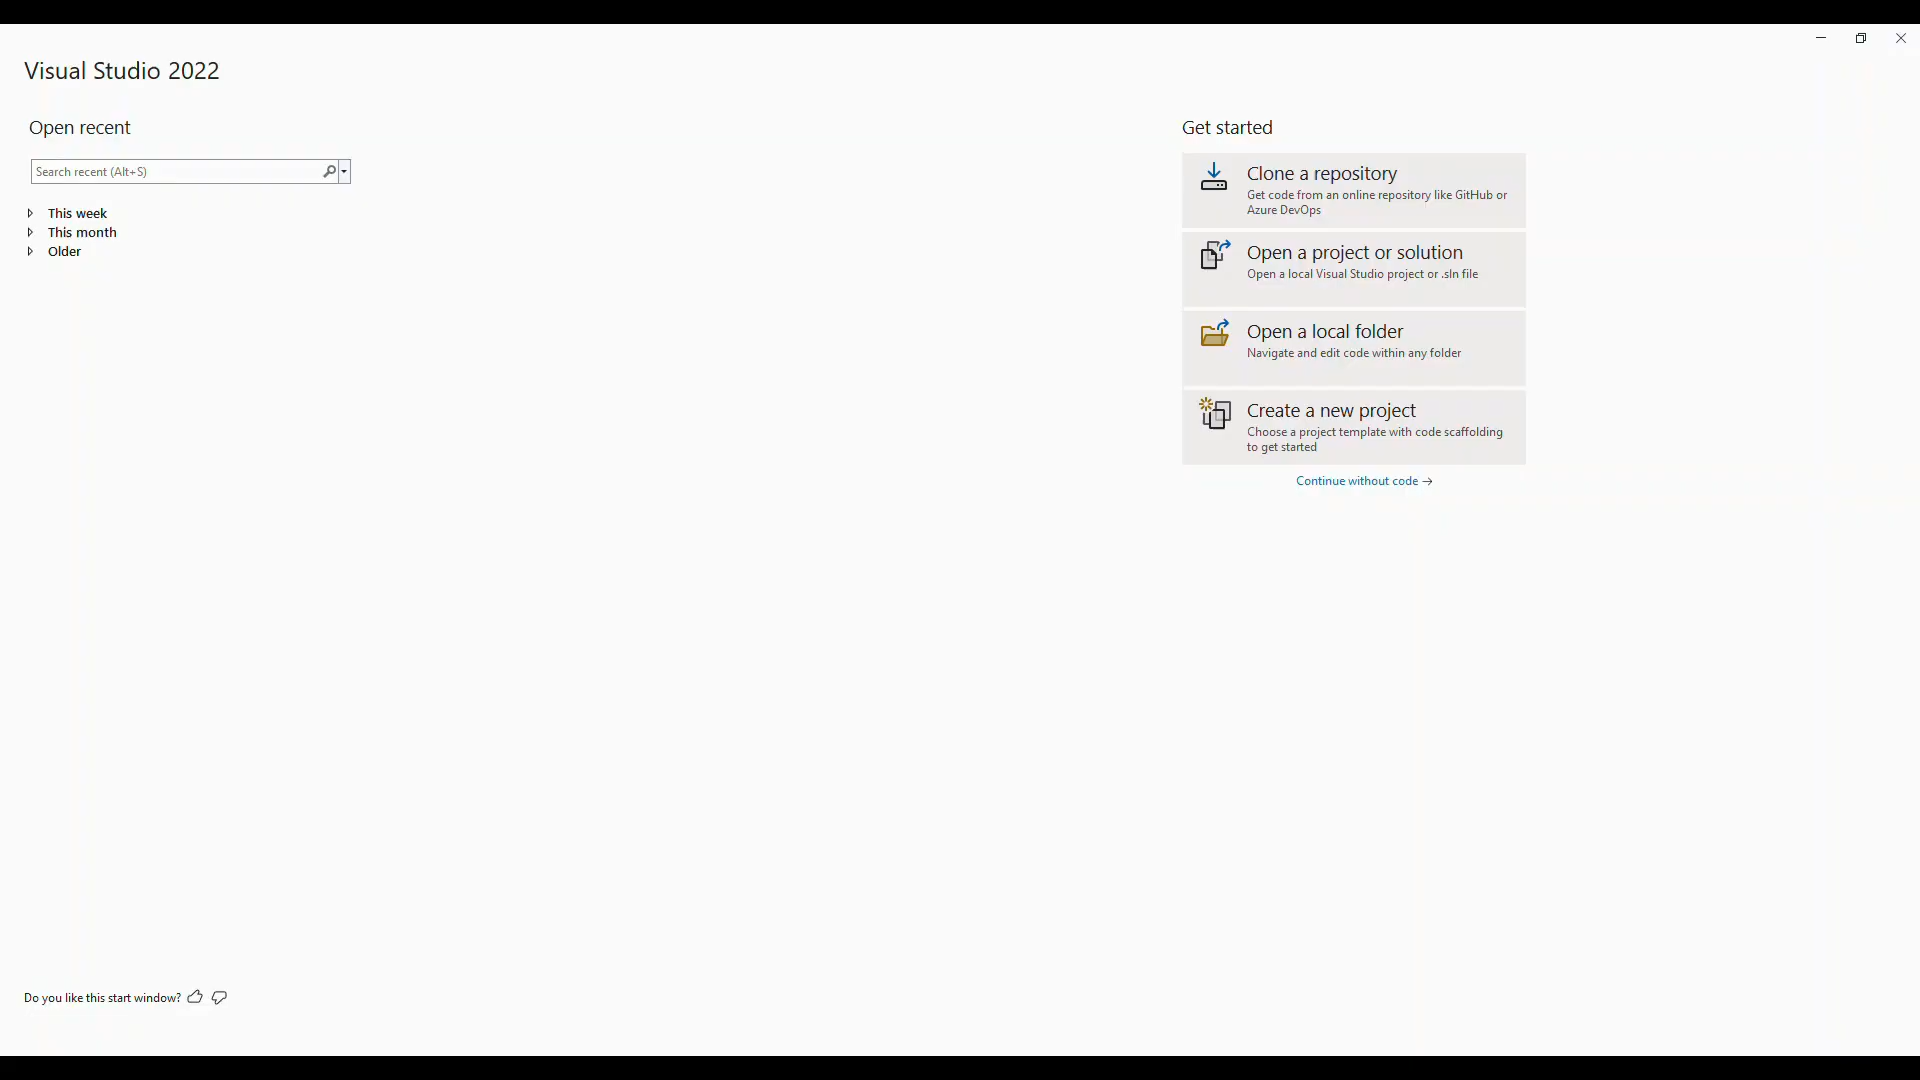 Visual Studio 2022
Open recent
Search recent (Alt+S)
This week
This month
Older
Get started
Clone a repository
Get code from an online repository like GitHub or
Azure DevOps
Open a project or solution
Open a local Visual Studio project or .sln file
Open a local folder
Navigate and edit code within any folder
Create a new project
Choose a project template with code scaffolding
to get started
Continue without code →
Do you like this start window?